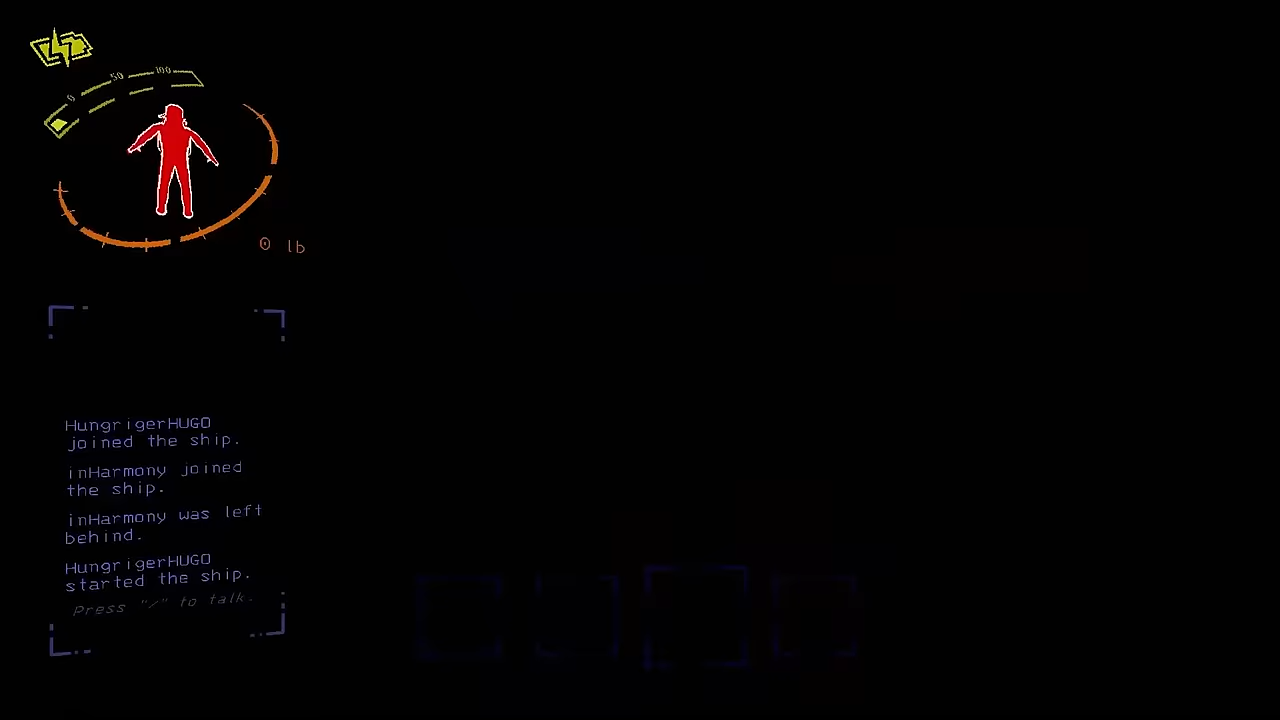 0 50 100
0 lb
HungrigerHUGO
joined the ship.
inHarmony joined
the ship.
inHarmony was left
behind.
HungrigerHUGO
started the ship.
Press "/" to talk.